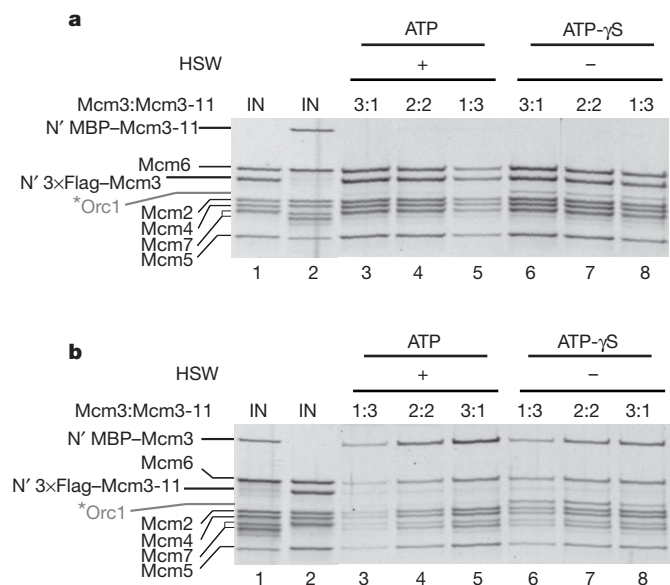 a
ATP ATP-γS
HSW + –
Mcm3:Mcm3-11 IN IN 3:1 2:2 1:3 3:1 2:2 1:3
N′ MBP–Mcm3-11
Mcm6
N′ 3×Flag–Mcm3
*Orc1
Mcm2
Mcm4
Mcm7
Mcm5
1 2 3 4 5 6 7 8
b
ATP ATP-γS
HSW + –
Mcm3:Mcm3-11 IN IN 1:3 2:2 3:1 1:3 2:2 3:1
N′ MBP–Mcm3
Mcm6
N′ 3×Flag–Mcm3-11
*Orc1
Mcm2
Mcm4
Mcm7
Mcm5
1 2 3 4 5 6 7 8